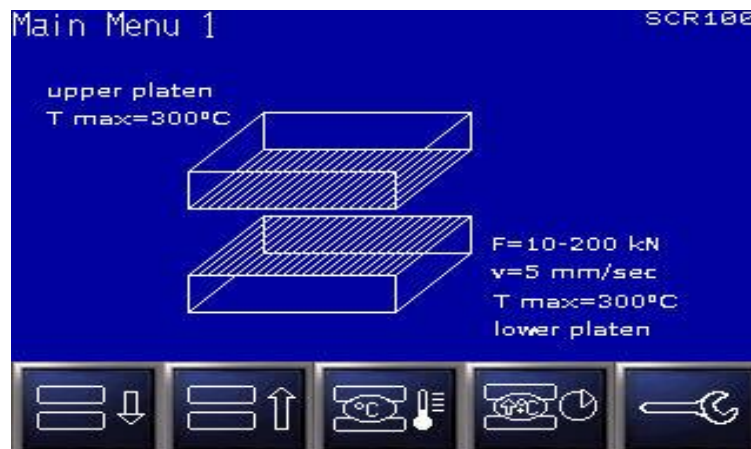 Main Menu 1
SCR100
upper platen
T max=300°C
F=10-200 kN
v=5 mm/sec
T max=300°C
lower platen
°C
°C